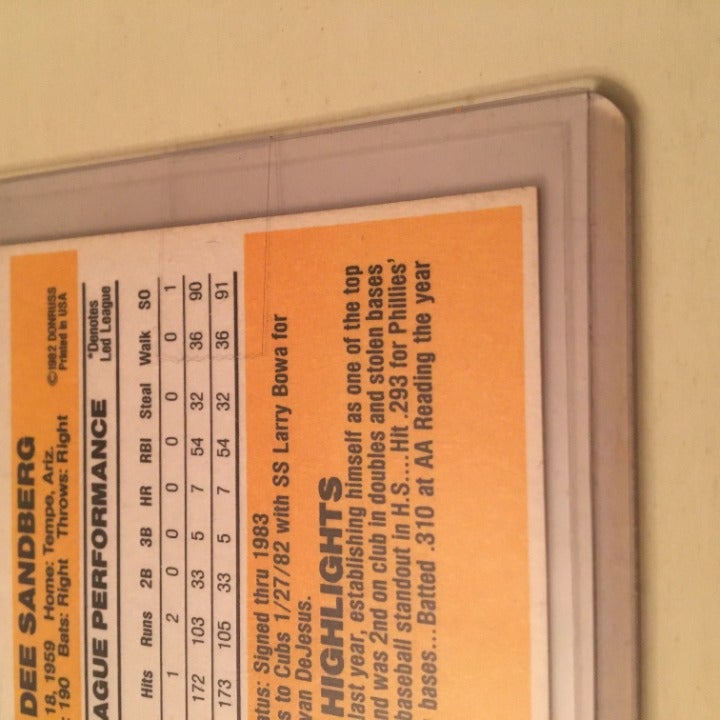 ©1982 DONRUSS
Printed in USA
DEE SANDBERG
18, 1959 Home: Tempe, Ariz.
190 Bats: Right Throws: Right
*Denotes
Led League
AGUE PERFORMANCE
Hits Runs 2B 3B HR RBI Steal Walk SO
1 2 0 0 0 0 0 0 1
172 103 33 5 7 54 32 36 90
173 105 33 5 7 54 32 36 91
atus: Signed thru 1983
s to Cubs 1/27/82 with SS Larry Bowa for
van DeJesus.
HIGHLIGHTS
last year, establishing himself as one of the top
nd was 2nd on club in doubles and stolen bases
baseball standout in H.S.... Hit .293 for Phillies'
bases... Batted .310 at AA Reading the year